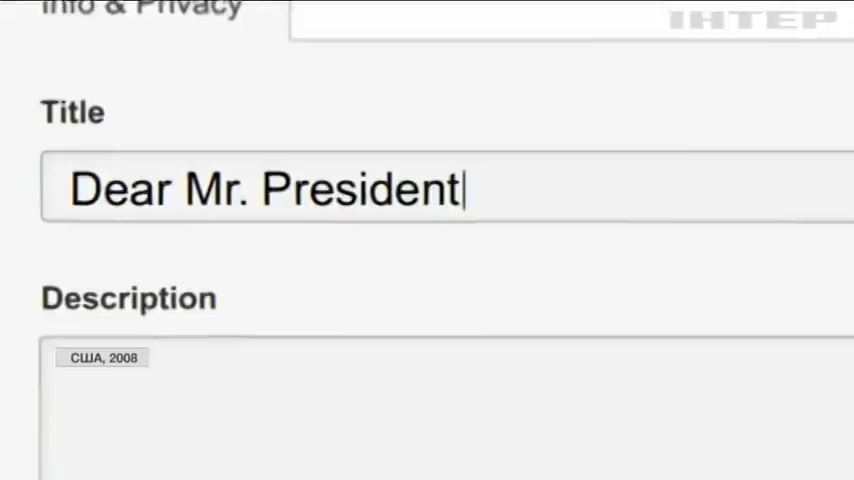 Info & Privacy
ІНТЕР
Title
Dear Mr. President
Description
США, 2008